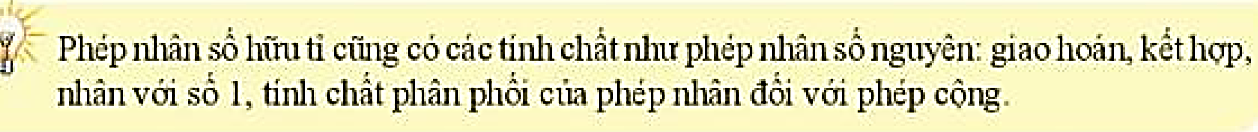 Phép nhân số hữu tỉ cũng có các tính chất như phép nhân số nguyên: giao hoán, kết hợp,
nhân với số 1, tính chất phân phối của phép nhân đối với phép cộng.